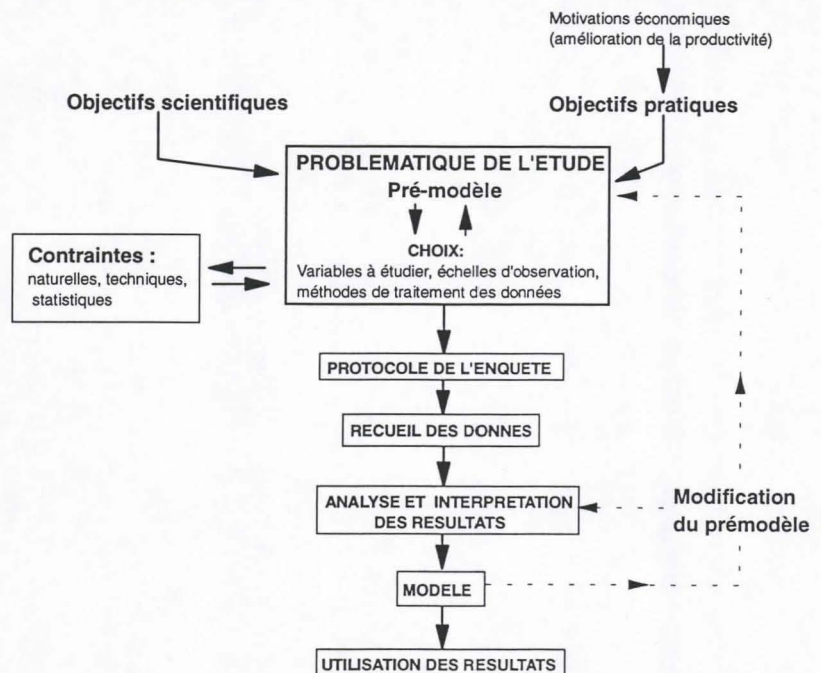 Motivations économiques
(amélioration de la productivité)
Objectifs scientifiques
Objectifs pratiques
PROBLEMATIQUE DE L'ETUDE
Pré-modèle
CHOIX:
Variables à étudier, échelles d'observation,
méthodes de traitement des données
Contraintes :
naturelles, techniques,
statistiques
PROTOCOLE DE L'ENQUETE
RECUEIL DES DONNES
ANALYSE ET INTERPRETATION
DES RESULTATS
Modification
du prémodèle
MODELE
UTILISATION DES RESULTATS